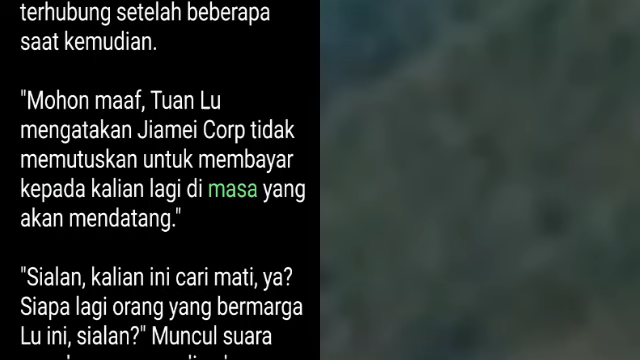 terhubung setelah beberapa
saat kemudian.
"Mohon maaf, Tuan Lu
mengatakan Jiamei Corp tidak
memutuskan untuk membayar
kepada kalian lagi di masa yang
akan mendatang."
"Sialan, kalian ini cari mati, ya?
Siapa lagi orang yang bermarga
Lu ini, sialan?" Muncul suara